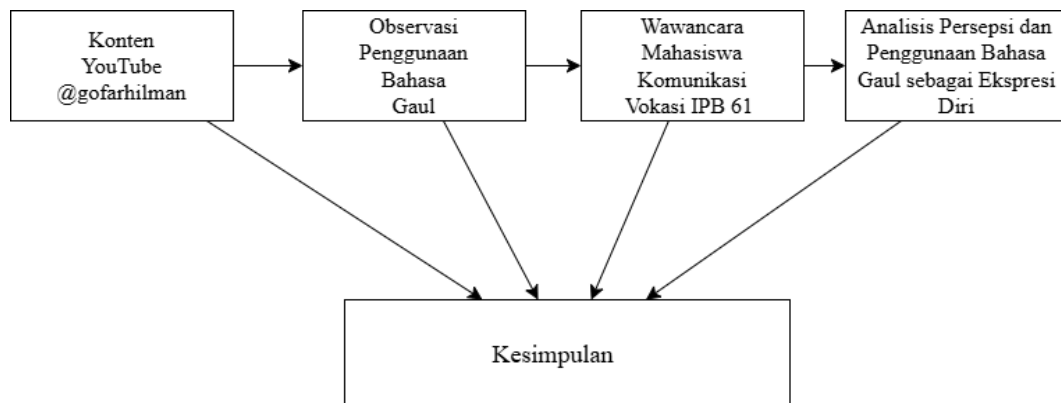 Konten
YouTube
@gofarhilman
Observasi
Penggunaan
Bahasa
Gaul
Wawancara
Mahasiswa
Komunikasi
Vokasi IPB 61
Analisis Persepsi dan
Penggunaan Bahasa
Gaul sebagai Ekspresi
Diri
Kesimpulan